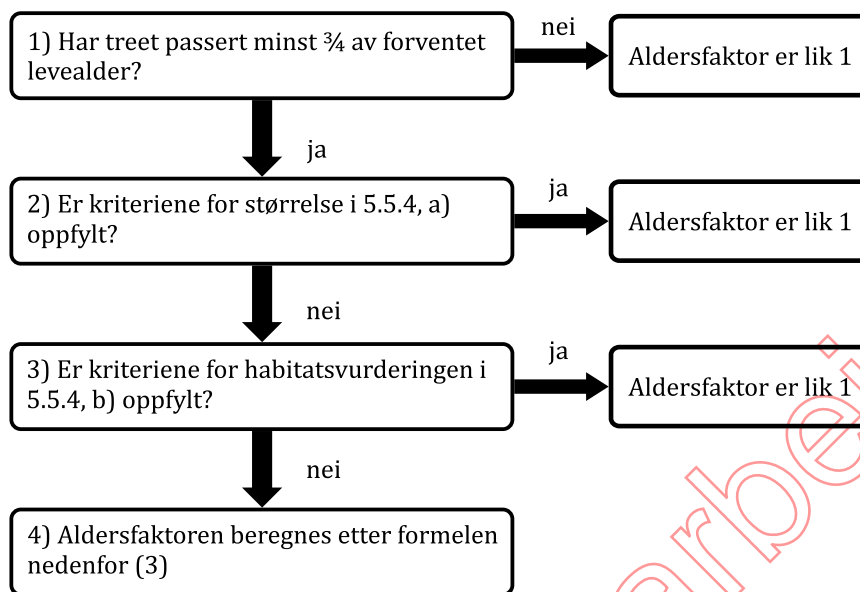 1) Har treet passert minst ¾ av forventet
levealder?
nei
Aldersfaktor er lik 1
ja
2) Er kriteriene for størrelse i 5.5.4, a)
oppfylt?
ja
Aldersfaktor er lik 1
nei
3) Er kriteriene for habitatsvurderingen i
5.5.4, b) oppfylt?
ja
Aldersfaktor er lik 1
nei
4) Aldersfaktoren beregnes etter formelen
nedenfor (3)
arbei